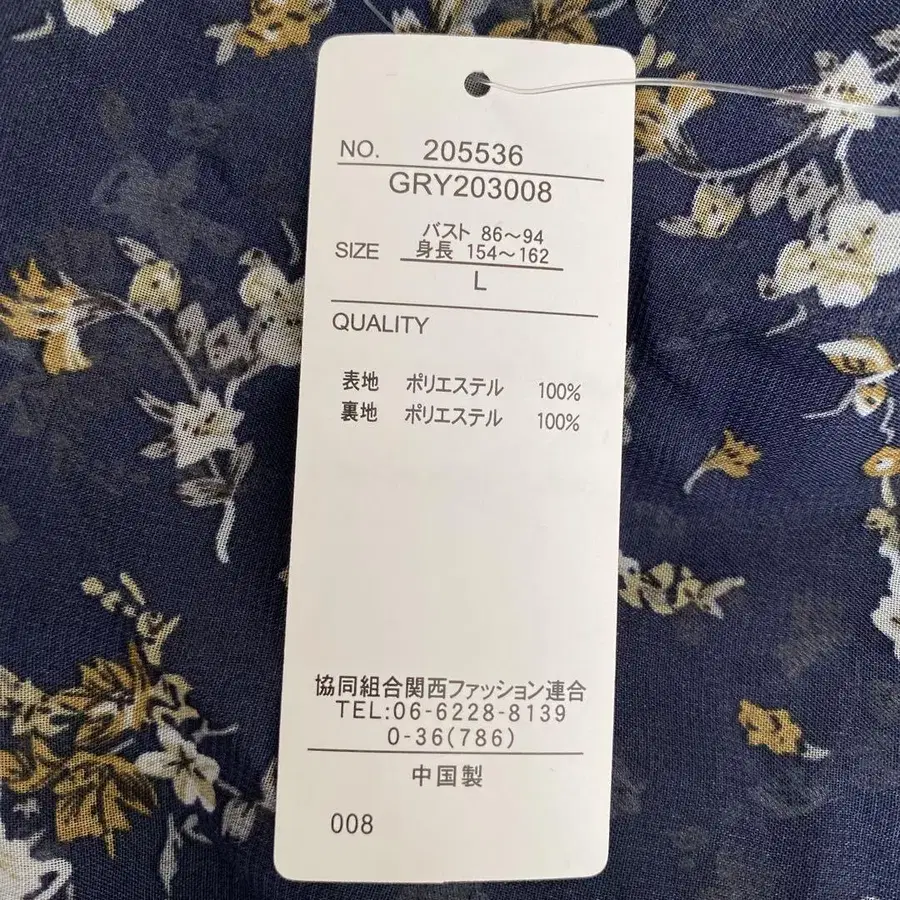 NO. 205536
GRY203008
バスト 86〜94
SIZE 身長 154〜162
L
QUALITY
表地 ポリエステル 100%
裏地 ポリエステル 100%
協同組合関西ファッション連合
TEL:06-6228-8139
0-36(786)
中国製
008